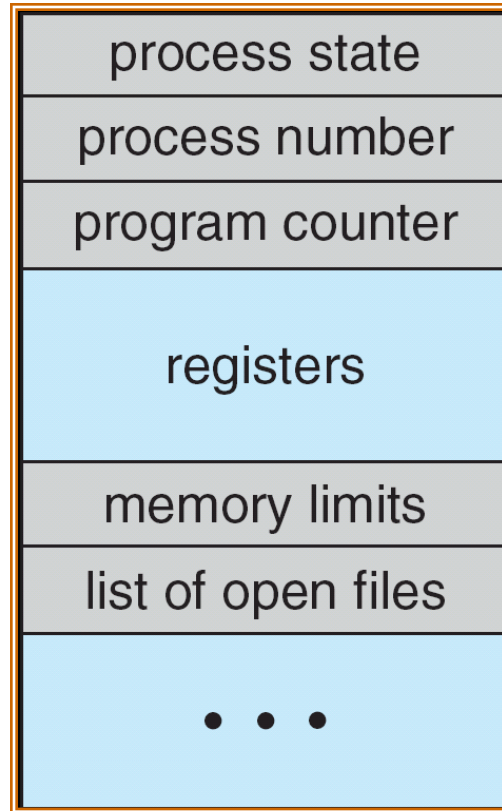 process state
process number
program counter
registers
memory limits
list of open files
• • •